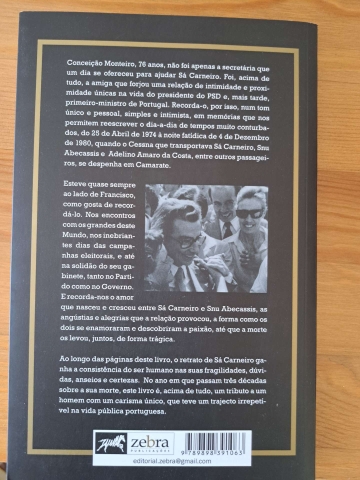 Conceição Monteiro, 76 anos, não foi apenas a secretária que
um dia se ofereceu para ajudar Sá Carneiro. Foi, acima de
tudo, a amiga que forjou uma relação de intimidade e proxi-
midade únicas na vida do presidente do PSD e, mais tarde,
primeiro-ministro de Portugal. Recorda-o, por isso, num tom
único e pessoal, simples e intimista, em memórias que nos
permitem reescrever o dia-a-dia de tempos muito conturba-
dos, de 25 de Abril de 1974 à noite fatídica de 4 de Dezembro
de 1980, quando o Cessna que transportava Sá Carneiro, Snu
Abecassis e Adelino Amaro da Costa, entre outros passagei-
ros, se despenha em Camarate.
Esteve quase sempre
ao lado de Francisco,
como gosta de recor-
dá-lo. Nos encontros
com os grandes deste
Mundo, nos inebrian-
tes dias das campa-
nhas eleitorais, e até
na solidão do seu ga-
binete, tanto no Parti-
do como no Governo.
E recorda-nos o amor
que nasceu e cresceu entre Sá Carneiro e Snu Abecassis, as
angústias e alegrias que a relação provocou, a forma como os
dois se enamoraram e descobriram a paixão, até que a morte
os levou, juntos, de forma trágica.
Ao longo das páginas deste livro, o retrato de Sá Carneiro ga-
nha a consistência do ser humano nas suas fragilidades, dúvi-
das, anseios e certezas. No ano em que passam três décadas
sobre a sua morte, este livro é, acima de tudo, um tributo a um
homem com um carisma único, que teve um trajecto irrepetí-
vel na vida pública portuguesa.
zebra
PUBLICAÇÕES
editorial.zebra@gmail.com
9 789898 391063